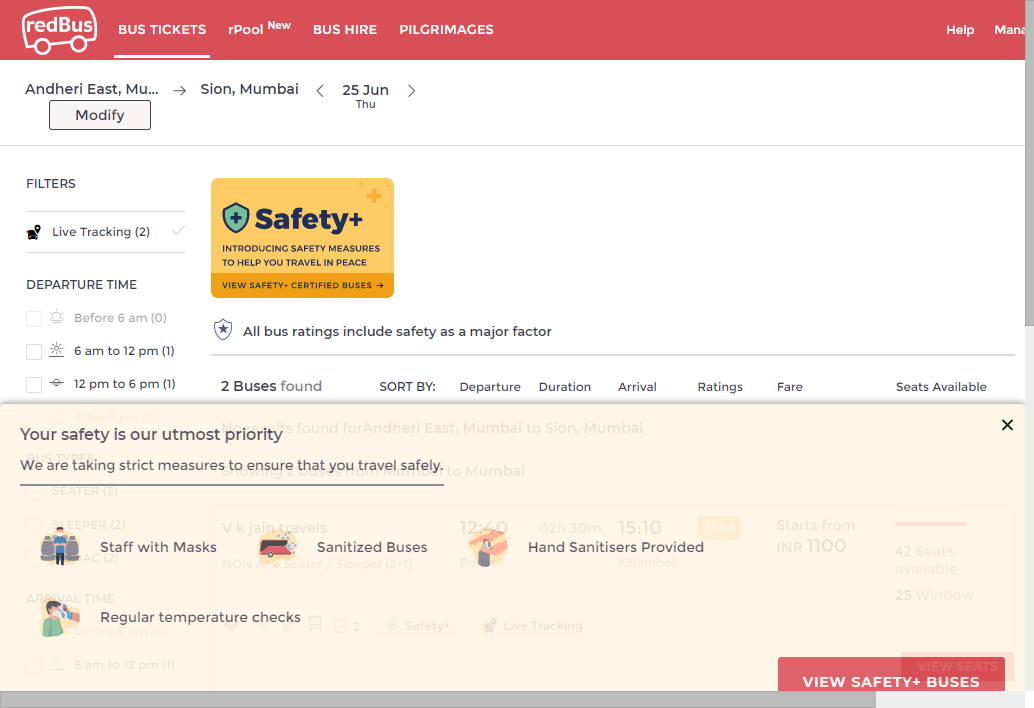 redBus
BUS TICKETS
rPool New
BUS HIRE
PILGRIMAGES
Help
Mana
Andheri East, Mu...
Sion, Mumbai
25 Jun
Thu
Modify
FILTERS
Live Tracking (2)
DEPARTURE TIME
Before 6 am (0)
6 am to 12 pm (1)
12 pm to 6 pm (1)
After 6 pm (0)
Safety+
INTRODUCING SAFETY MEASURES
TO HELP YOU TRAVEL IN PEACE
VIEW SAFETY+ CERTIFIED BUSES →
All bus ratings include safety as a major factor
2 Buses found
SORT BY:
Departure
Duration
Arrival
Ratings
Fare
Seats Available
No results found forAndheri East, Mumbai to Sion, Mumbai
Your safety is our utmost priority
BUS TYPES
We are taking strict measures to ensure that you travel safely.
Showing 2 buses from Mumbai to Mumbai
SEATER (2)
SLEEPER (2)
AC (2)
V k jain travels
12:40
02h 30m
15:10
3.4
Starts from
INR 1100
42 Seats
available
25 Window
Staff with Masks
Sanitized Buses
Hand Sanitisers Provided
NON A/C Seater / Sleeper (2+1)
Kalamboli
ARRIVAL TIME
Regular temperature checks
Before 6 am (0)
2
Safety+
Live Tracking
6 am to 12 pm (1)
VIEW SEATS
VIEW SAFETY+ BUSES